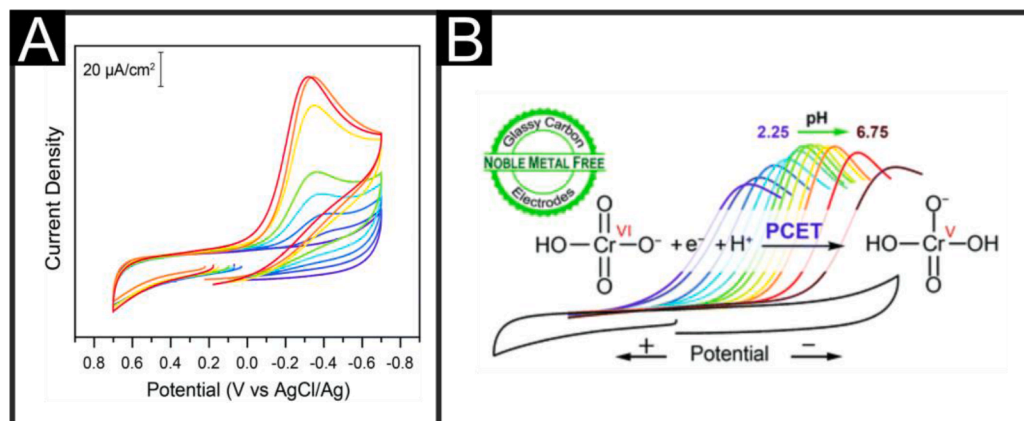 A
20 µA/cm²
Current Density
0.8 0.6 0.4 0.2 0.0 -0.2 -0.4 -0.6 -0.8
Potential (V vs AgCl/Ag)
B
Glassy Carbon
NOBLE METAL FREE
Electrodes
pH
2.25 6.75
O
HO Cr VI O⁻ + e⁻ + H⁺ PCET
O
O⁻
HO Cr V OH
O
+ Potential −